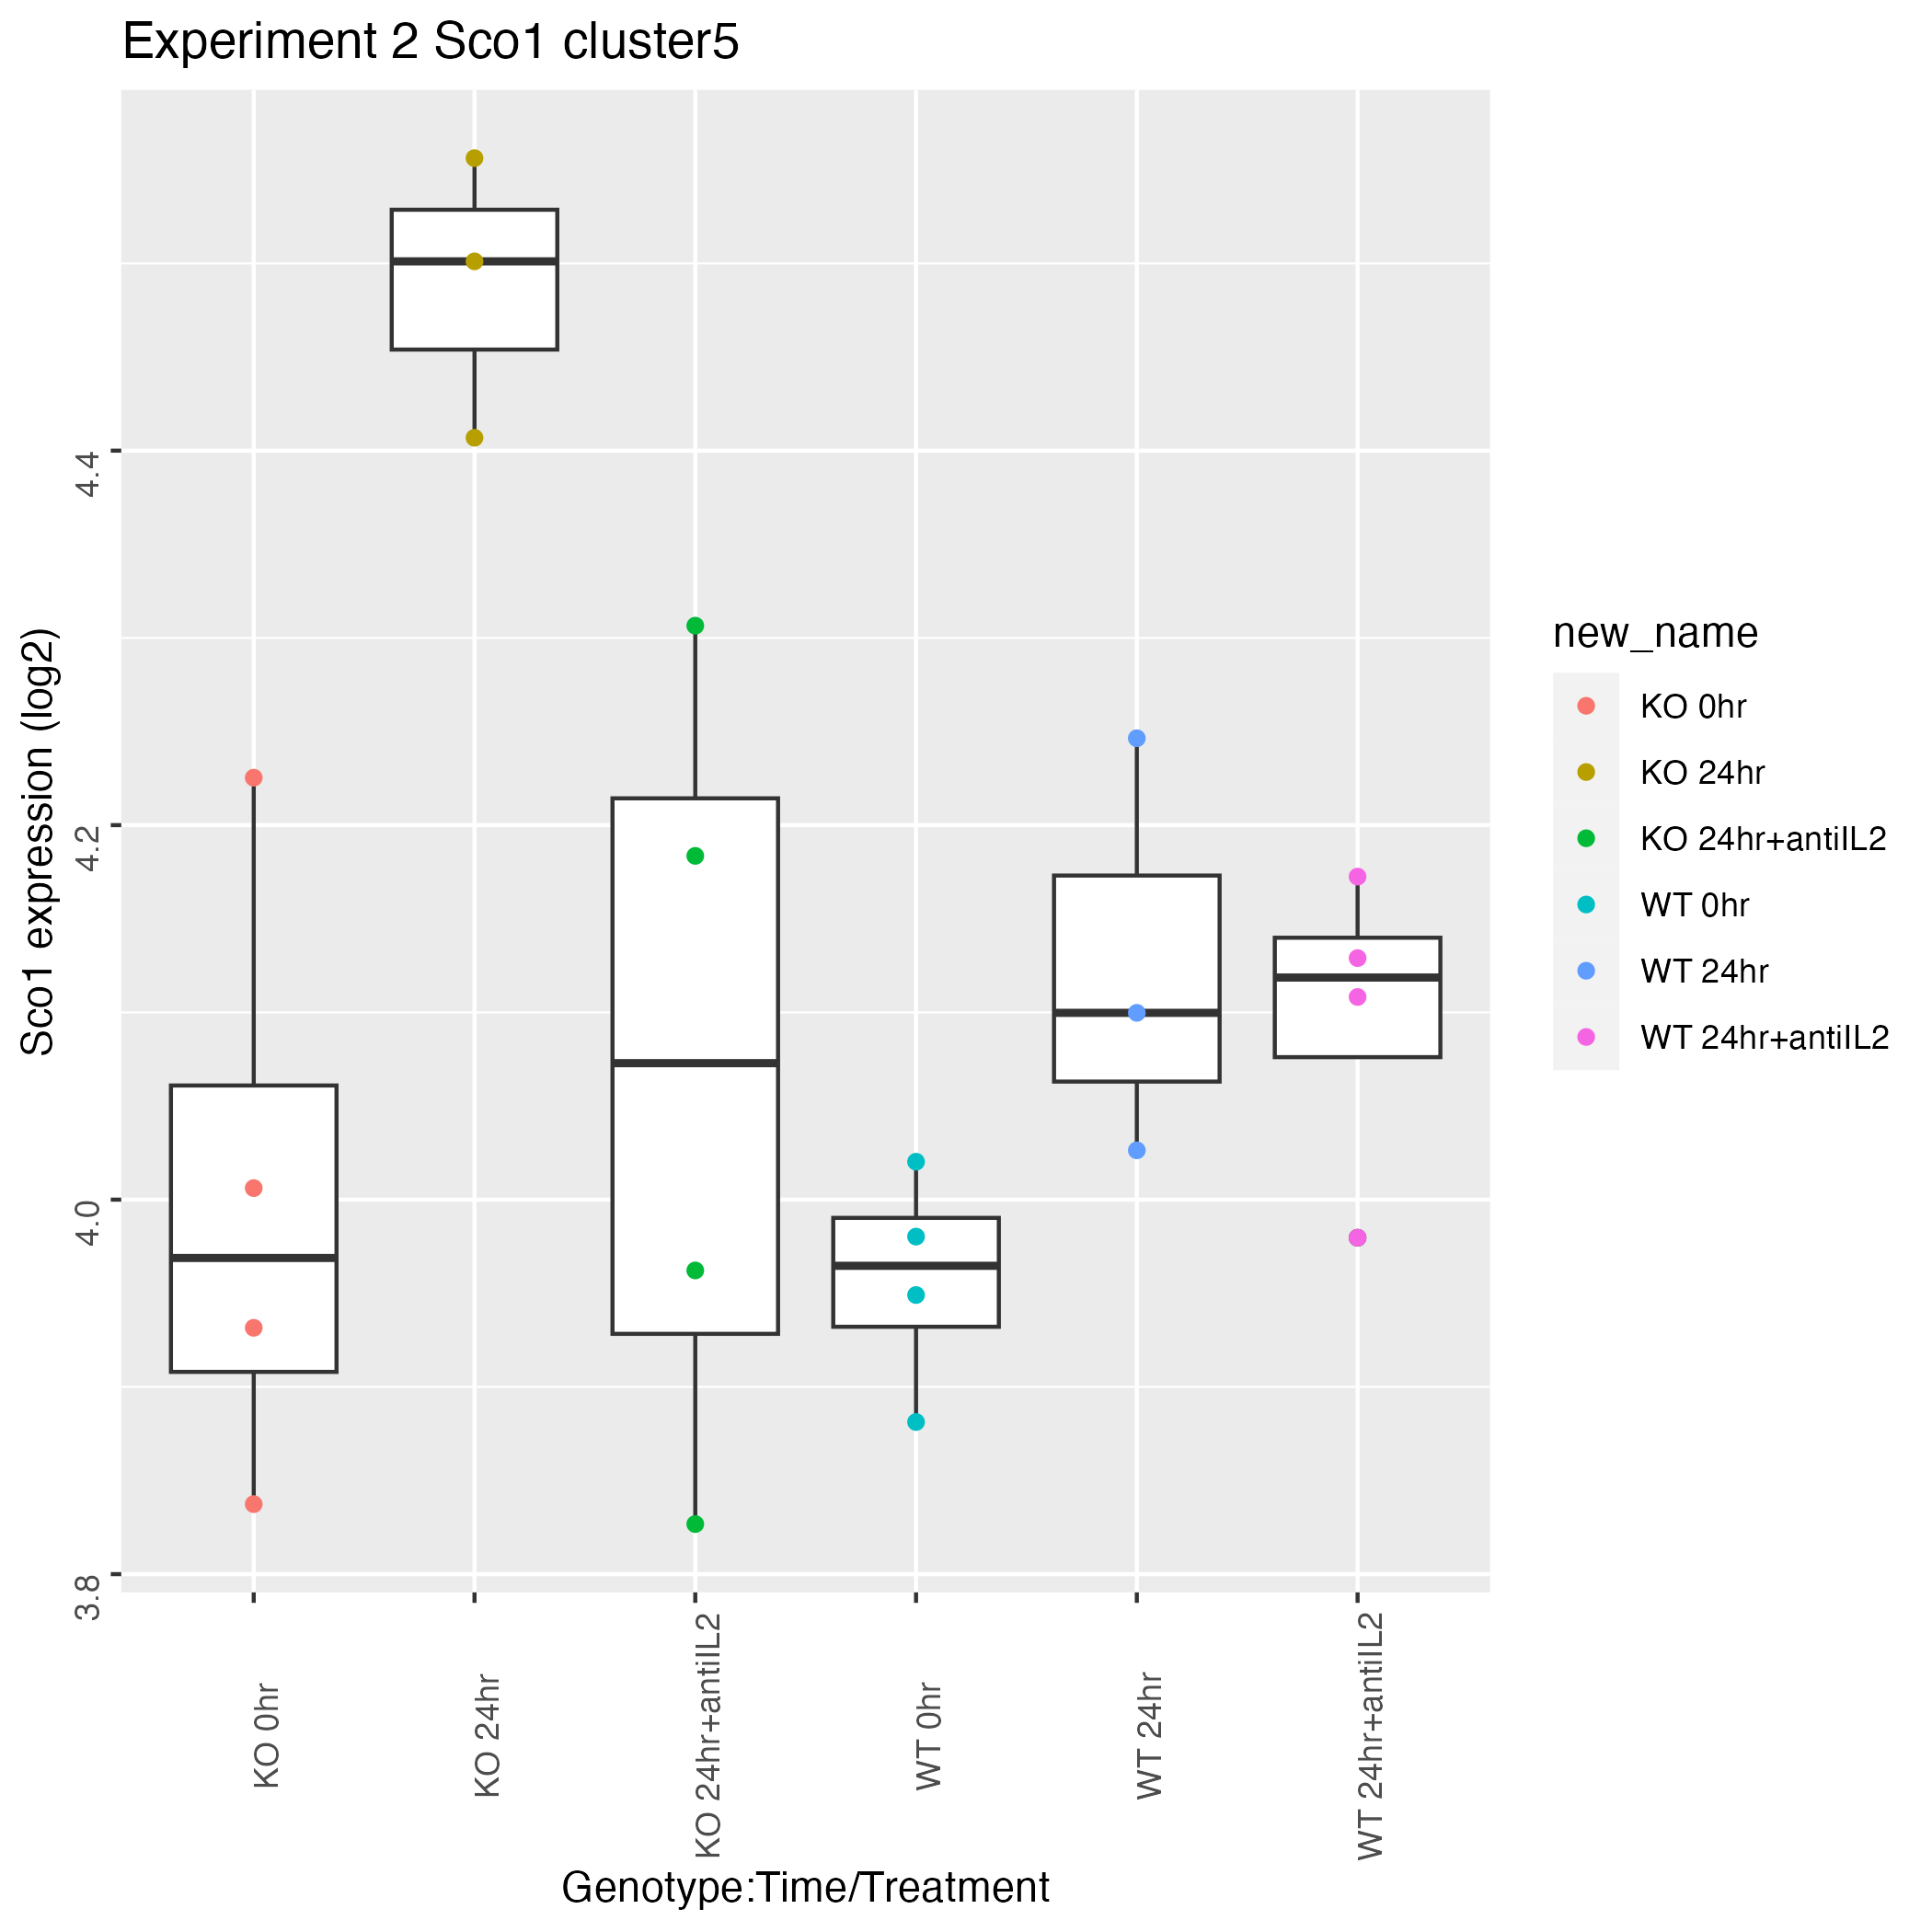 Experiment 2 Sco1 cluster5
Sco1 expression (log2)
4.4
4.2
4.0
3.8
KO 0hr
KO 24hr
KO 24hr+antiIL2
WT 0hr
WT 24hr
WT 24hr+antiIL2
Genotype:Time/Treatment
new_name
KO 0hr
KO 24hr
KO 24hr+antiIL2
WT 0hr
WT 24hr
WT 24hr+antiIL2